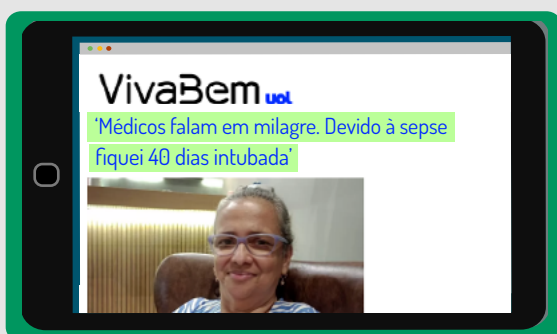 VivaBem uol
‘Médicos falam em milagre. Devido à sepse
fiquei 40 dias intubada’